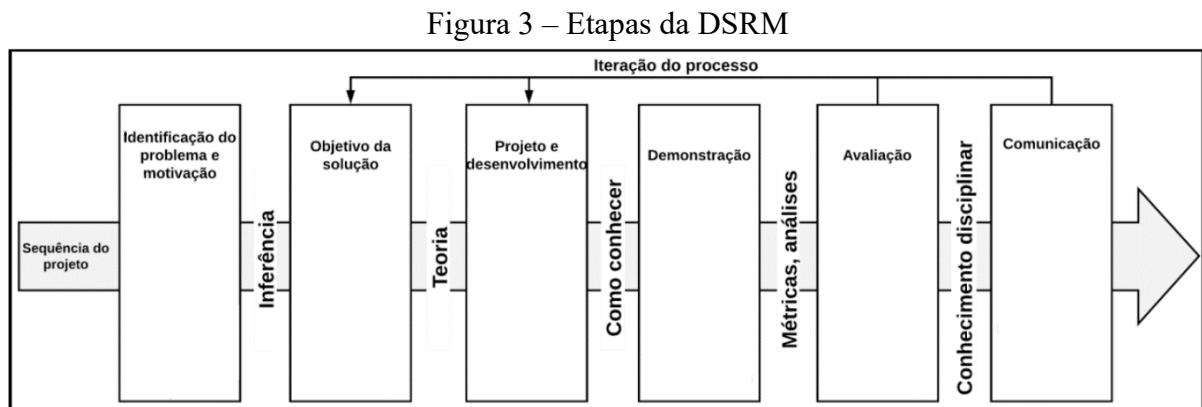 Figura 3 – Etapas da DSRM
Iteração do processo
Identificação do
problema e
motivação
Objetivo da
solução
Projeto e
desenvolvimento
Demonstração
Avaliação
Comunicação
Sequência do
projeto
Inferência
Teoria
Como conhecer
Métricas, análises
Conhecimento disciplinar